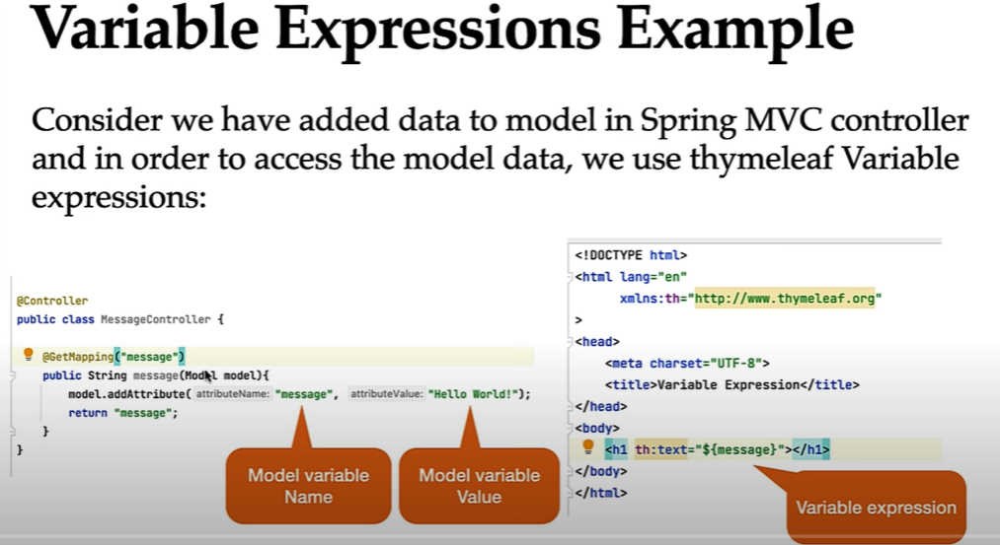 Variable Expressions Example
Consider we have added data to model in Spring MVC controller
and in order to access the model data, we use thymeleaf Variable
expressions:
@Controller
public class MessageController {
@GetMapping("message")
public String message(Model model){
model.addAttribute( attributeName: "message", attributeValue: "Hello World!");
return "message";
}
}
Model variable
Name
Model variable
Value
<!DOCTYPE html>
<html lang="en"
xmlns:th="http://www.thymeleaf.org"
>
<head>
<meta charset="UTF-8">
<title>Variable Expression</title>
</head>
<body>
<h1 th:text="${message}"></h1>
</body>
</html>
Variable expression